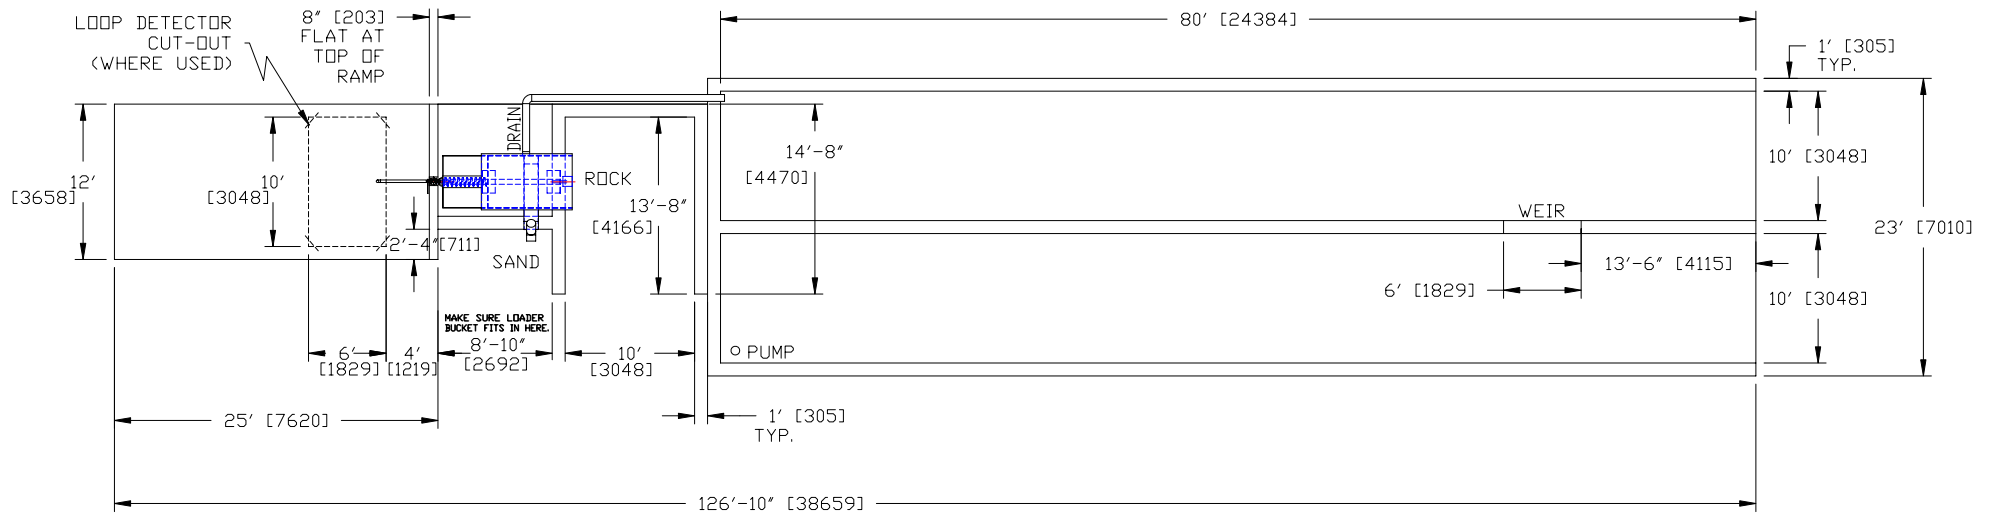 LOOP DETECTOR
CUT-OUT
(WHERE USED)
8" [203]
FLAT AT
TOP OF
RAMP
80' [24384]
1' [305]
TYP.
DRAIN
14'-8"
[4470]
10' [3048]
12'
[3658]
10'
[3048]
ROCK
13'-8"
[4166]
WEIR
23' [7010]
2'-4"[711]
SAND
13'-6" [4115]
6' [1829]
10' [3048]
MAKE SURE LOADER
BUCKET FITS IN HERE.
6'
[1829]
4'
[1219]
8'-10"
[2692]
10'
[3048]
PUMP
25' [7620]
1' [305]
TYP.
126'-10" [38659]